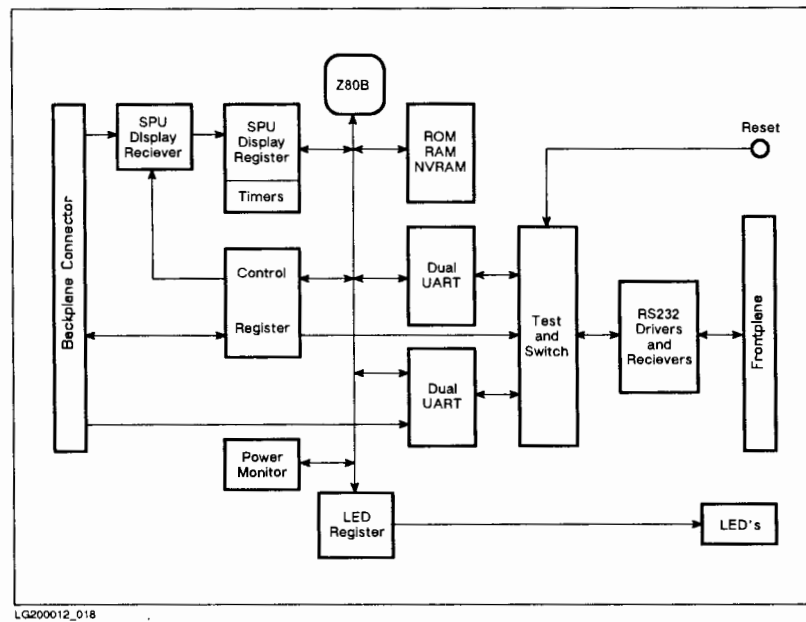 Z80B
SPU
Display
Reciever
SPU
Display
Register
Timers
ROM
RAM
NVRAM
Reset
Backplane Connector
Control
Register
Dual
UART
Test
and
Switch
RS232
Drivers
and
Recievers
Frontplane
Dual
UART
Power
Monitor
LED
Register
LED's
LG200012_018